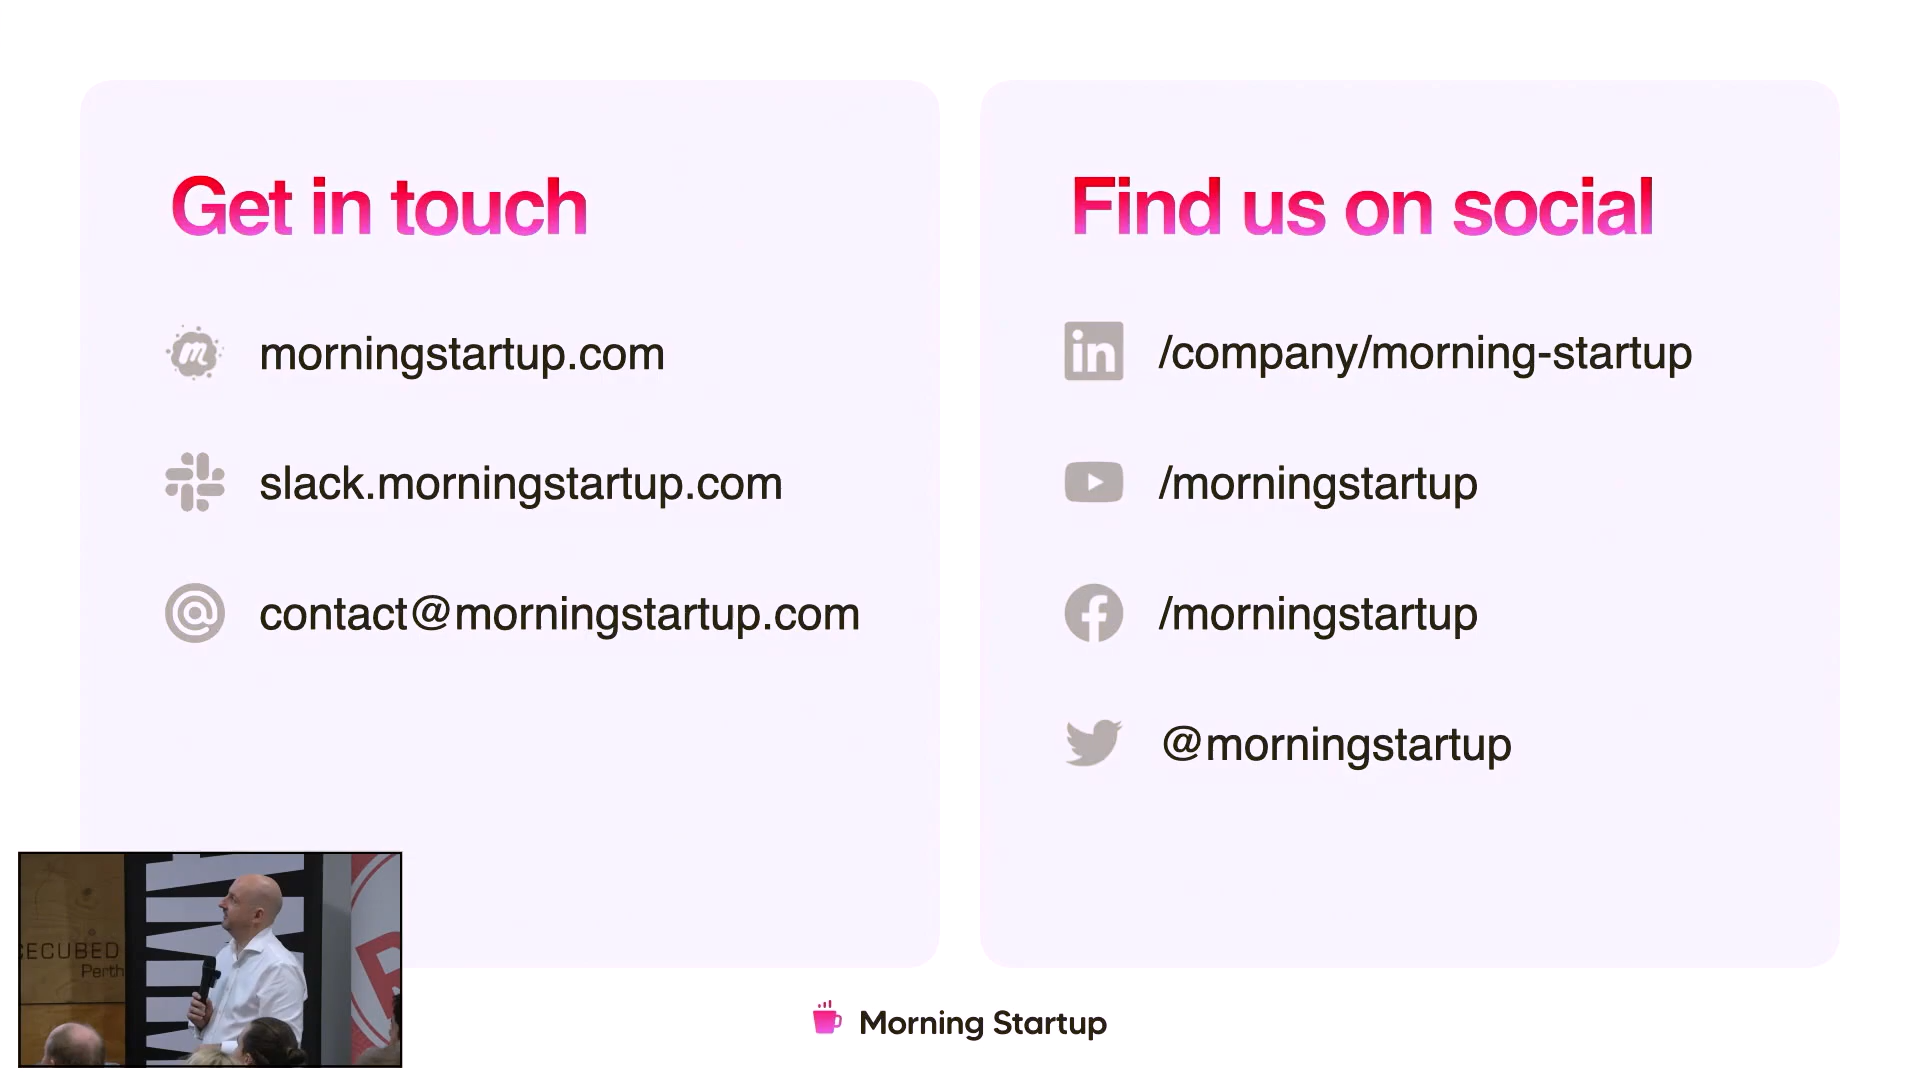 Get in touch
morningstartup.com
slack.morningstartup.com
contact@morningstartup.com
Find us on social
in
/company/morning-startup
/morningstartup
/morningstartup
@morningstartup
Perth
Morning Startup